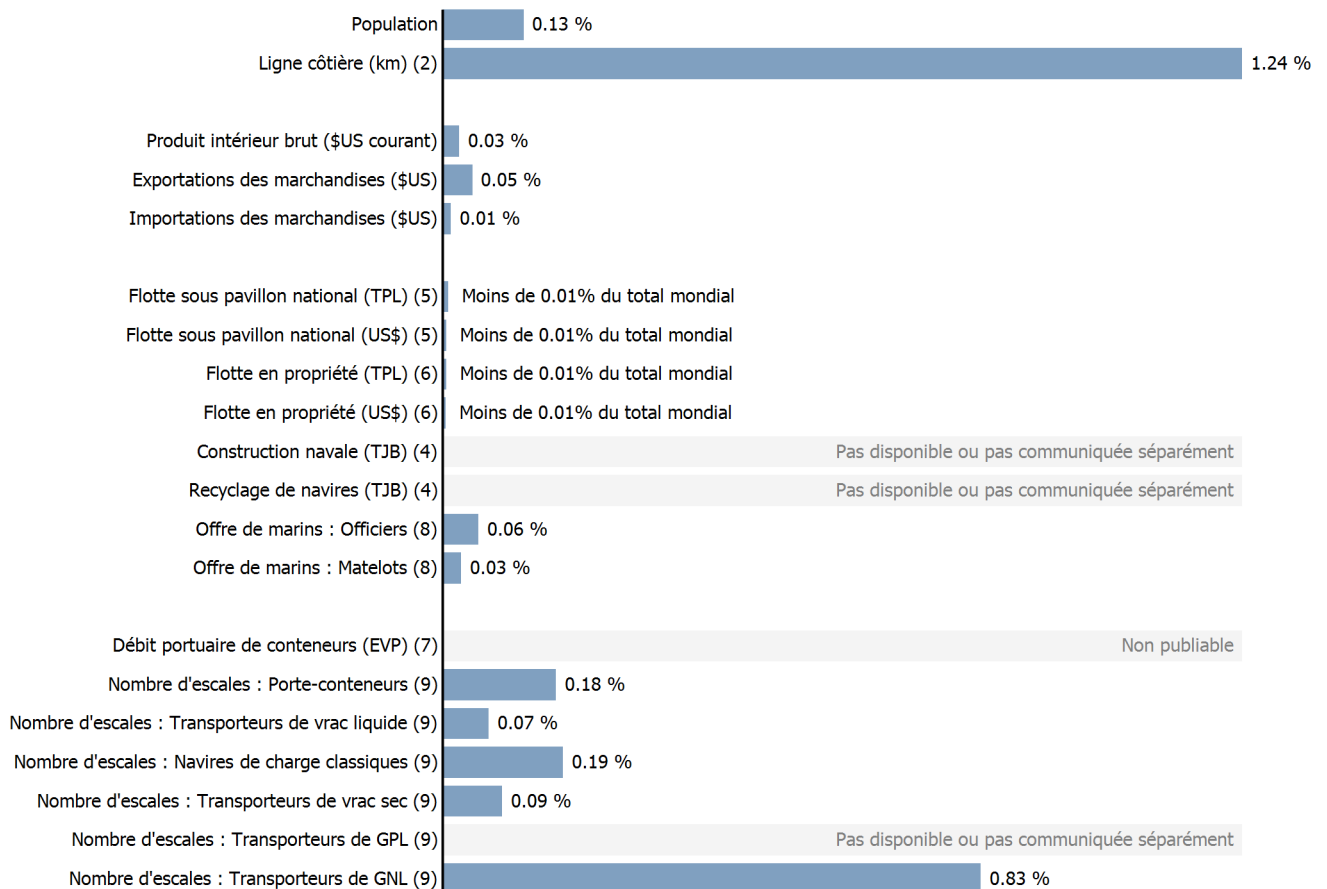 Population 0.13 %
Ligne côtière (km) (2) 1.24 %
Produit intérieur brut ($US courant) 0.03 %
Exportations des marchandises ($US) 0.05 %
Importations des marchandises ($US) 0.01 %
Flotte sous pavillon national (TPL) (5) Moins de 0.01% du total mondial
Flotte sous pavillon national (US$) (5) Moins de 0.01% du total mondial
Flotte en propriété (TPL) (6) Moins de 0.01% du total mondial
Flotte en propriété (US$) (6) Moins de 0.01% du total mondial
Construction navale (TJB) (4) Pas disponible ou pas communiquée séparément
Recyclage de navires (TJB) (4) Pas disponible ou pas communiquée séparément
Offre de marins : Officiers (8) 0.06 %
Offre de marins : Matelots (8) 0.03 %
Débit portuaire de conteneurs (EVP) (7) Non publiable
Nombre d'escales : Porte-conteneurs (9) 0.18 %
Nombre d'escales : Transporteurs de vrac liquide (9) 0.07 %
Nombre d'escales : Navires de charge classiques (9) 0.19 %
Nombre d'escales : Transporteurs de vrac sec (9) 0.09 %
Nombre d'escales : Transporteurs de GPL (9) Pas disponible ou pas communiquée séparément
Nombre d'escales : Transporteurs de GNL (9) 0.83 %